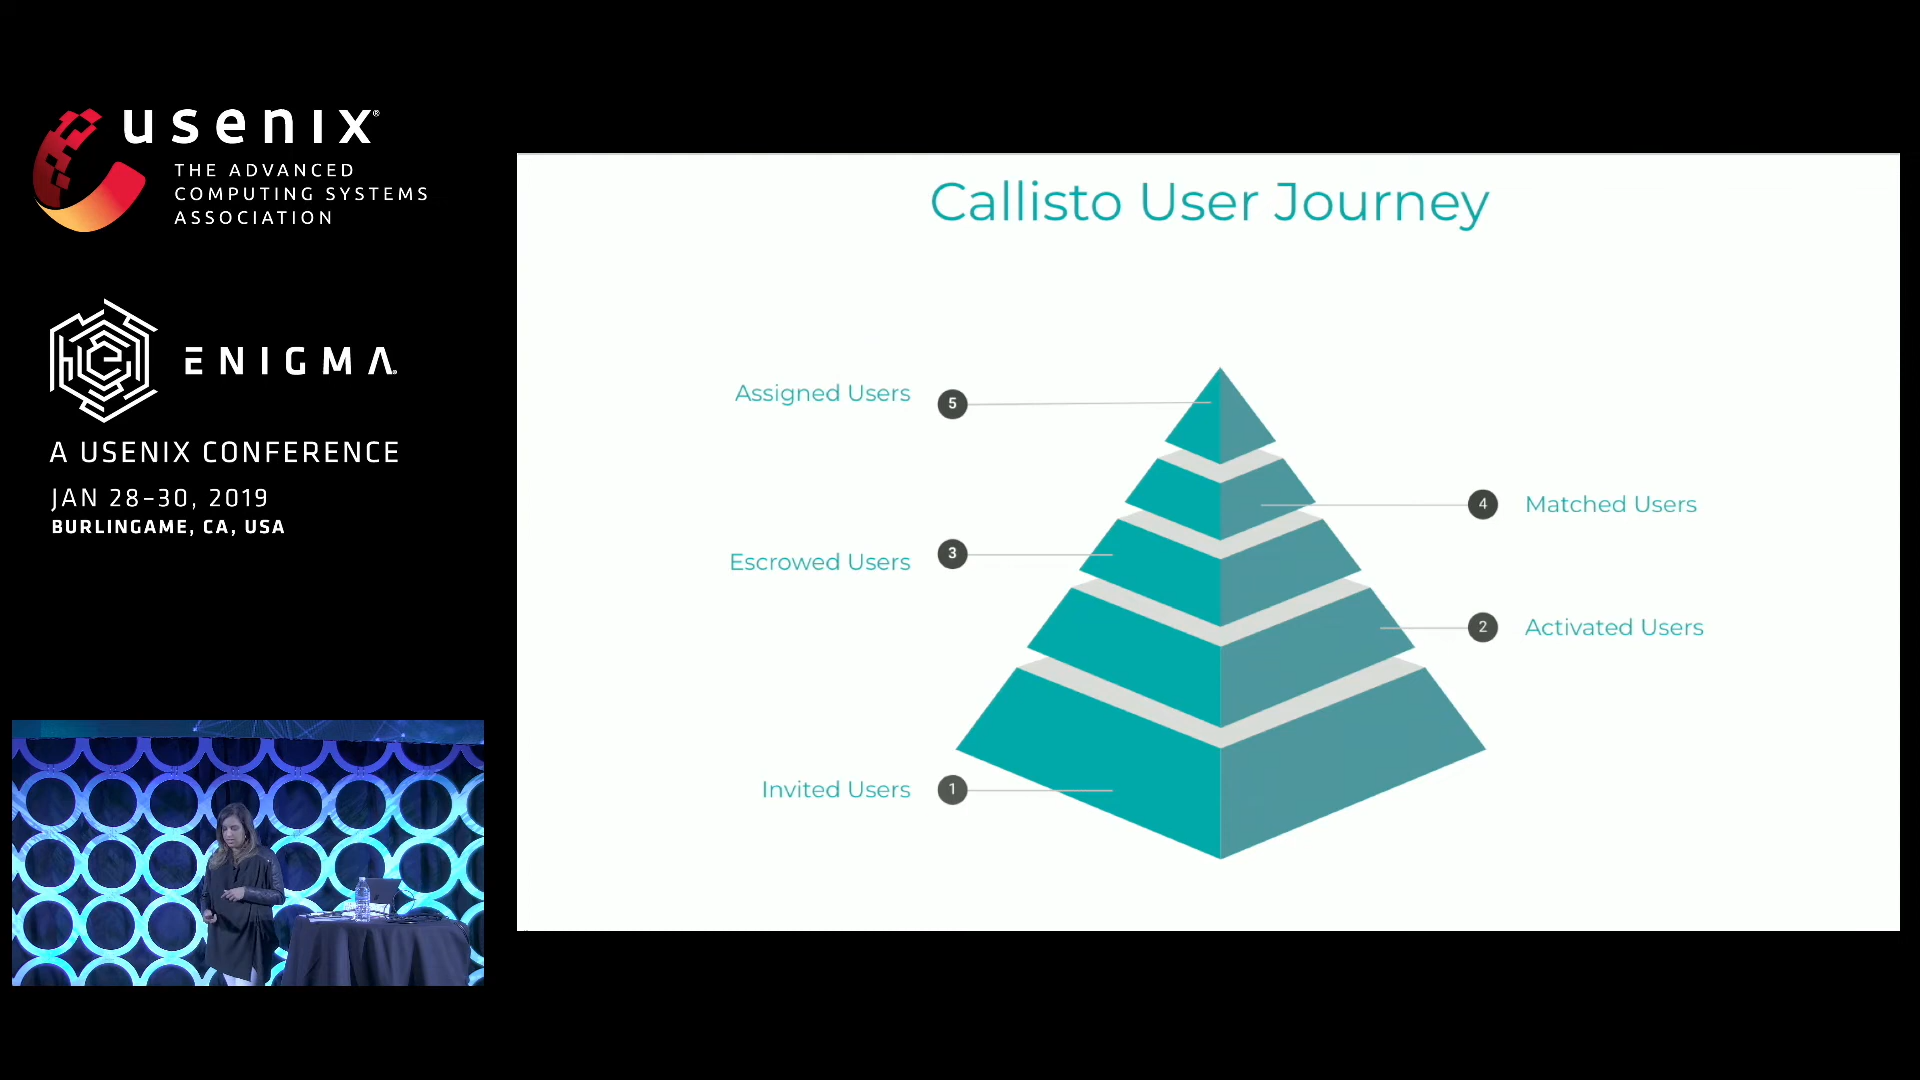 usenix®
THE ADVANCED
COMPUTING SYSTEMS
ASSOCIATION
ENIGMA®
A USENIX CONFERENCE
JAN 28–30, 2019
BURLINGAME, CA, USA
Callisto User Journey
Assigned Users
5
4
Matched Users
Escrowed Users
3
2
Activated Users
Invited Users
1